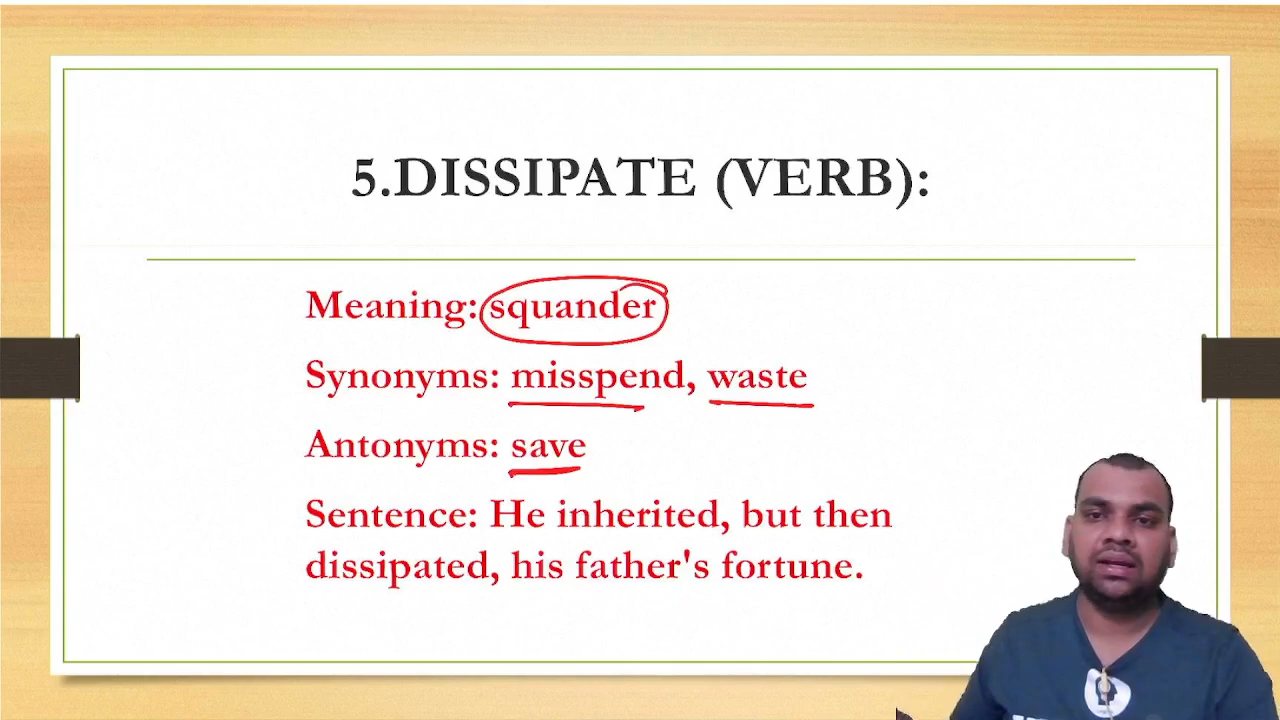 5.DISSIPATE (VERB):
Meaning: squander
Synonyms: misspend, waste
Antonyms: save
Sentence: He inherited, but then
dissipated, his father's fortune.